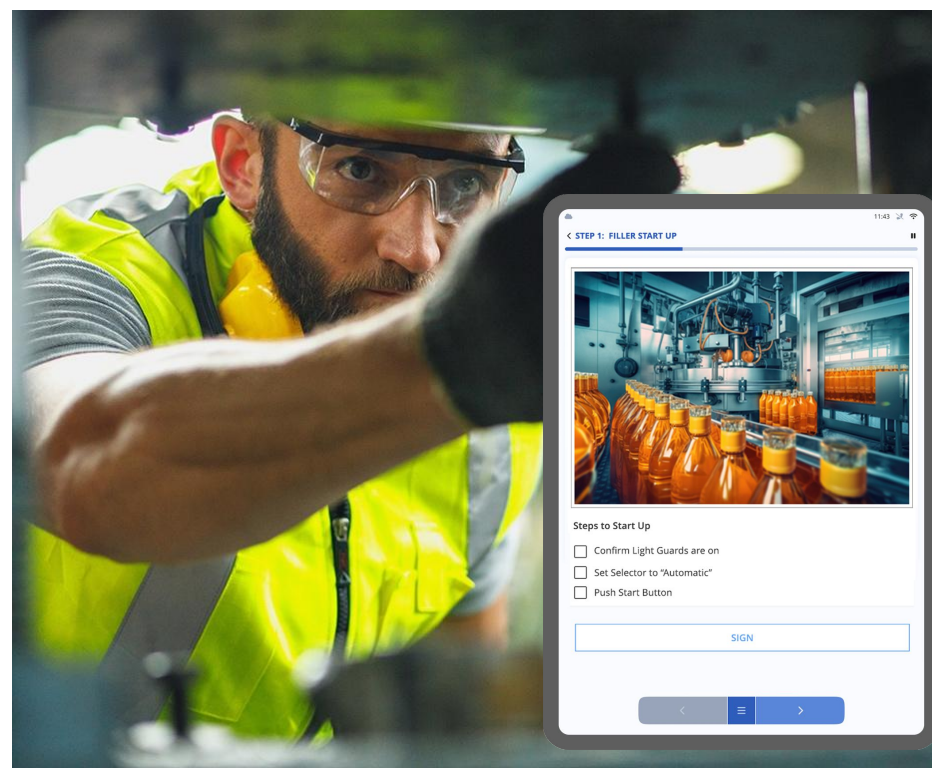 11:43
STEP 1: FILLER START UP
Steps to Start Up
Confirm Light Guards are on
Set Selector to “Automatic”
Push Start Button
SIGN